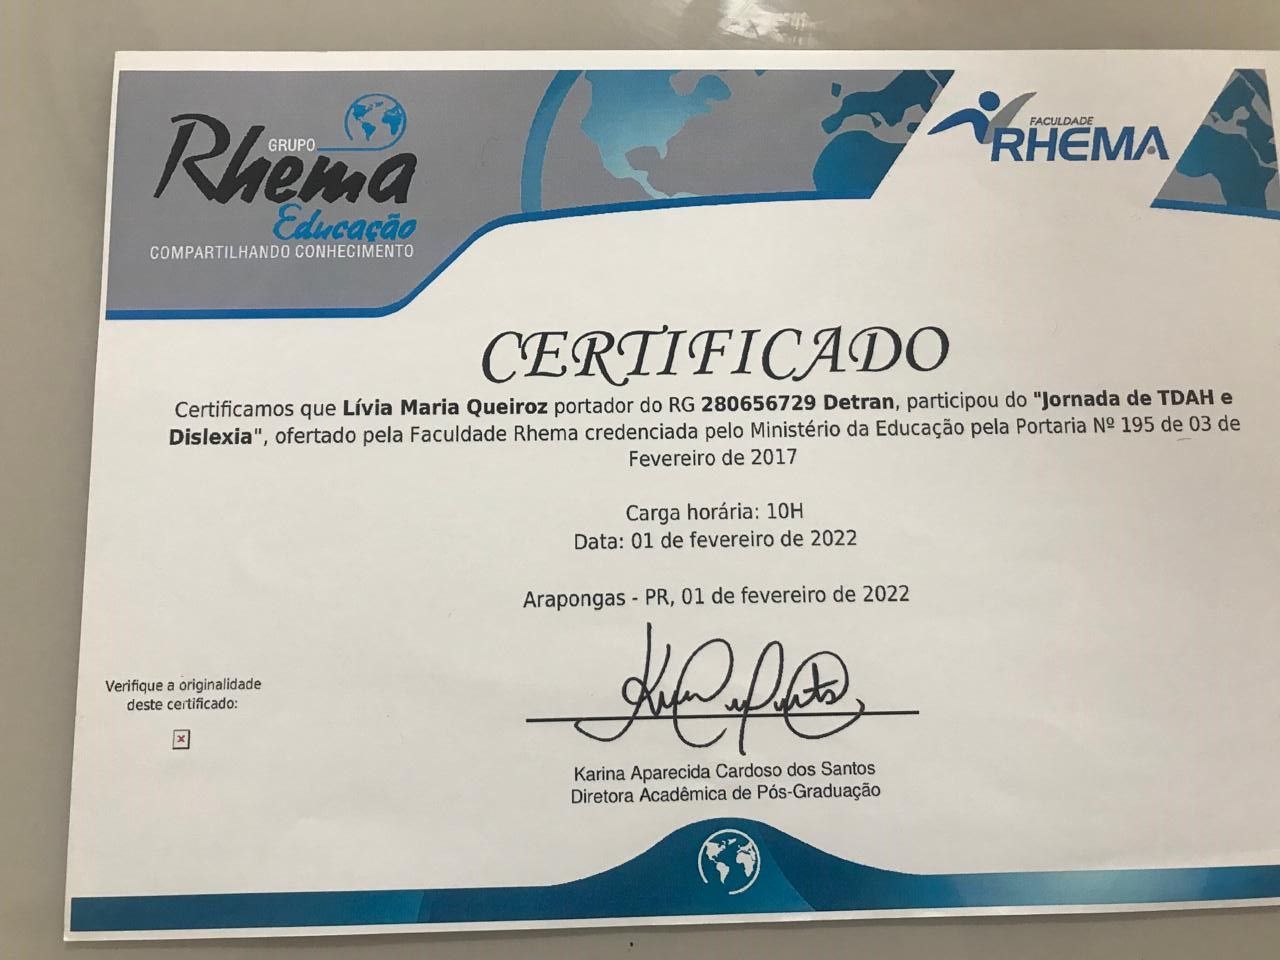 GRUPO
Rhema
Educação
COMPARTILHANDO CONHECIMENTO
FACULDADE
RHEMA
CERTIFICADO
Certificamos que Lívia Maria Queiroz portador do RG 280656729 Detran, participou do "Jornada de TDAH e
Dislexia", ofertado pela Faculdade Rhema credenciada pelo Ministério da Educação pela Portaria Nº 195 de 03 de
Fevereiro de 2017
Carga horária: 10H
Data: 01 de fevereiro de 2022
Arapongas - PR, 01 de fevereiro de 2022
Verifique a originalidade
deste certificado:
Karina Aparecida Cardoso dos Santos
Diretora Acadêmica de Pós-Graduação